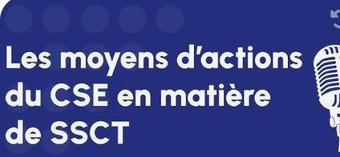 Les moyens d'actions
du CSE en matière
de SSCT